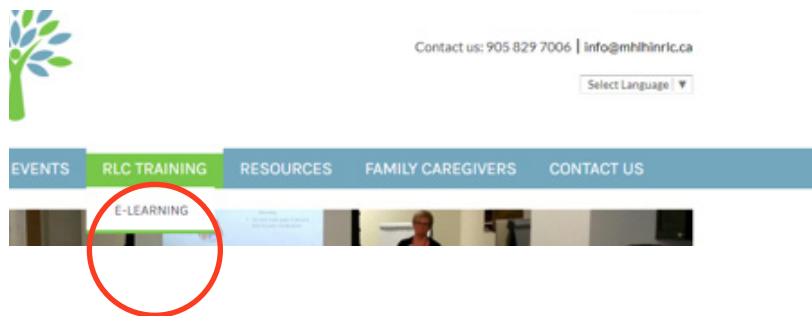 Contact us: 905 829 7006 | info@mhlhinrlc.ca
Select Language ▼
EVENTS RLC TRAINING RESOURCES FAMILY CAREGIVERS CONTACT US
E-LEARNING